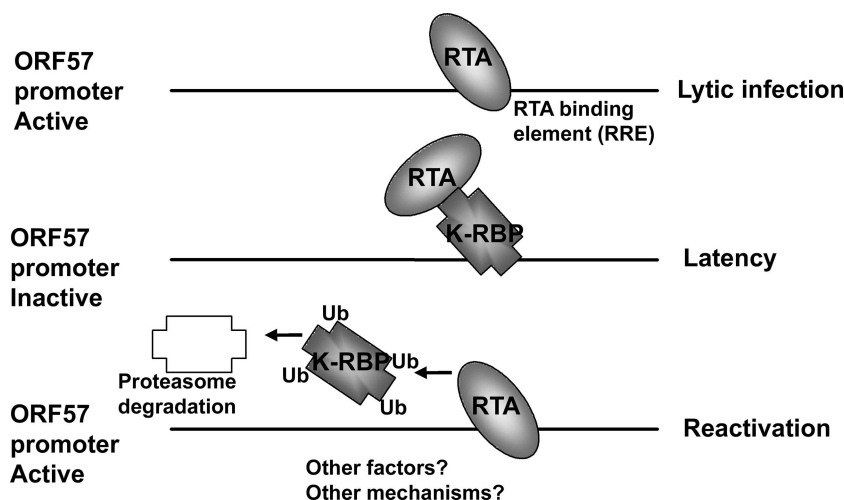 ORF57
promoter
Active
RTA
RTA binding
element (RRE)
Lytic infection
ORF57
promoter
Inactive
RTA
K-RBP
Latency
Ub
K-RBP
Ub
Ub
Ub
Proteasome
degradation
RTA
ORF57
promoter
Active
Reactivation
Other factors?
Other mechanisms?